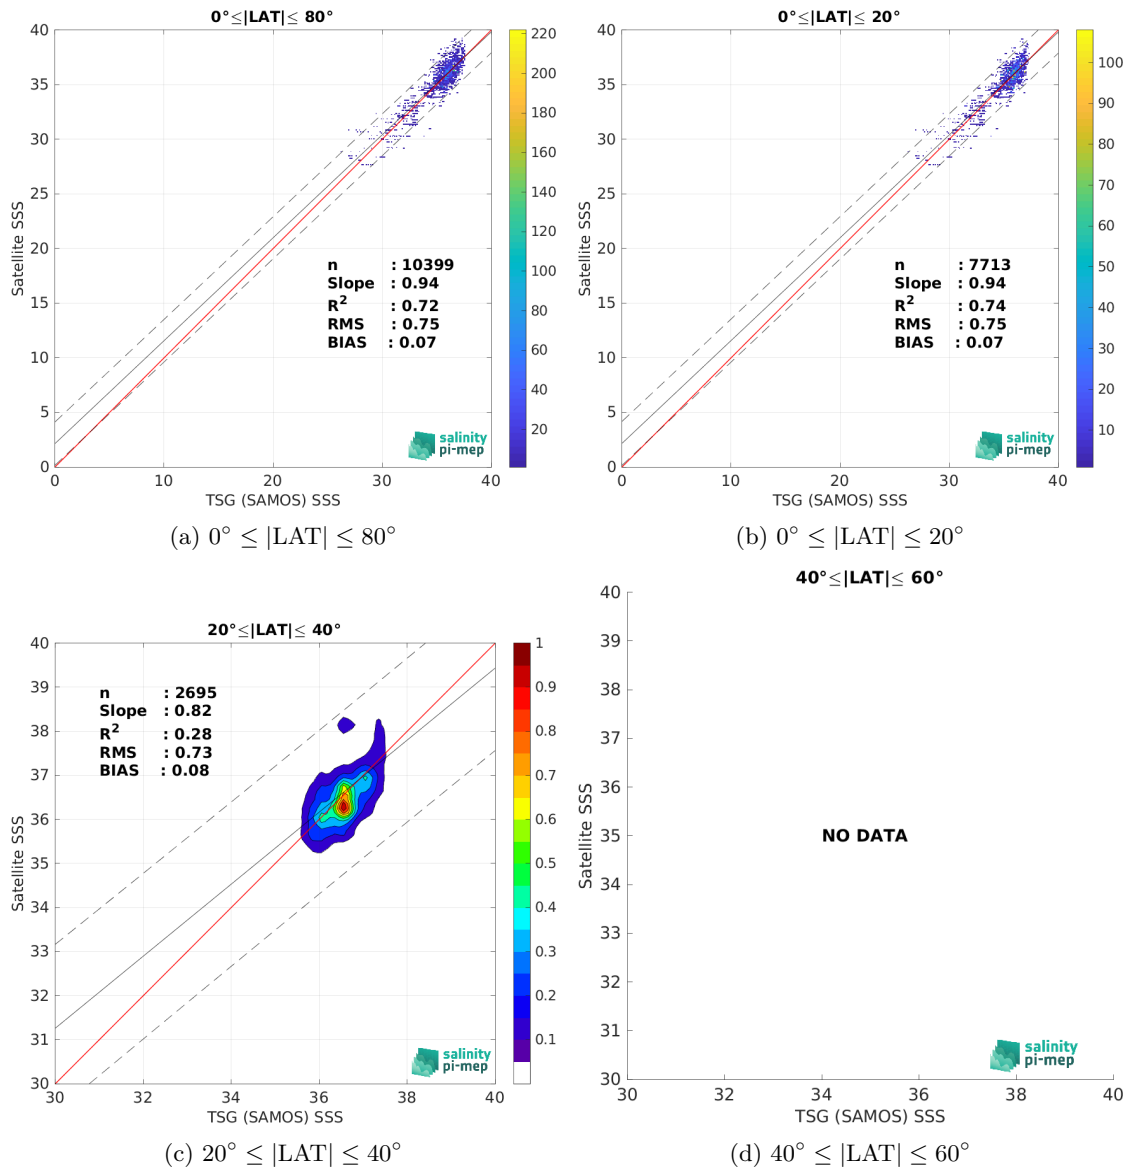 0°≤|LAT|≤ 80°
40
35
30
25
20
15
10
5
0
Satellite SSS
n : 10399
Slope : 0.94
R² : 0.72
RMS : 0.75
BIAS : 0.07
salinity
pi-mep
0 10 20 30 40
TSG (SAMOS) SSS
220
200
180
160
140
120
100
80
60
40
20
(a) 0° ≤ |LAT| ≤ 80°
0°≤|LAT|≤ 20°
40
35
30
25
20
15
10
5
0
Satellite SSS
n : 7713
Slope : 0.94
R² : 0.74
RMS : 0.75
BIAS : 0.07
salinity
pi-mep
0 10 20 30 40
TSG (SAMOS) SSS
100
90
80
70
60
50
40
30
20
10
(b) 0° ≤ |LAT| ≤ 20°
20°≤|LAT|≤ 40°
40
39
38
37
36
35
34
33
32
31
30
Satellite SSS
n : 2695
Slope : 0.82
R² : 0.28
RMS : 0.73
BIAS : 0.08
salinity
pi-mep
30 32 34 36 38 40
TSG (SAMOS) SSS
1
0.9
0.8
0.7
0.6
0.5
0.4
0.3
0.2
0.1
(c) 20° ≤ |LAT| ≤ 40°
40°≤|LAT|≤ 60°
40
39
38
37
36
35
34
33
32
31
30
Satellite SSS
NO DATA
salinity
pi-mep
30 32 34 36 38 40
TSG (SAMOS) SSS
(d) 40° ≤ |LAT| ≤ 60°